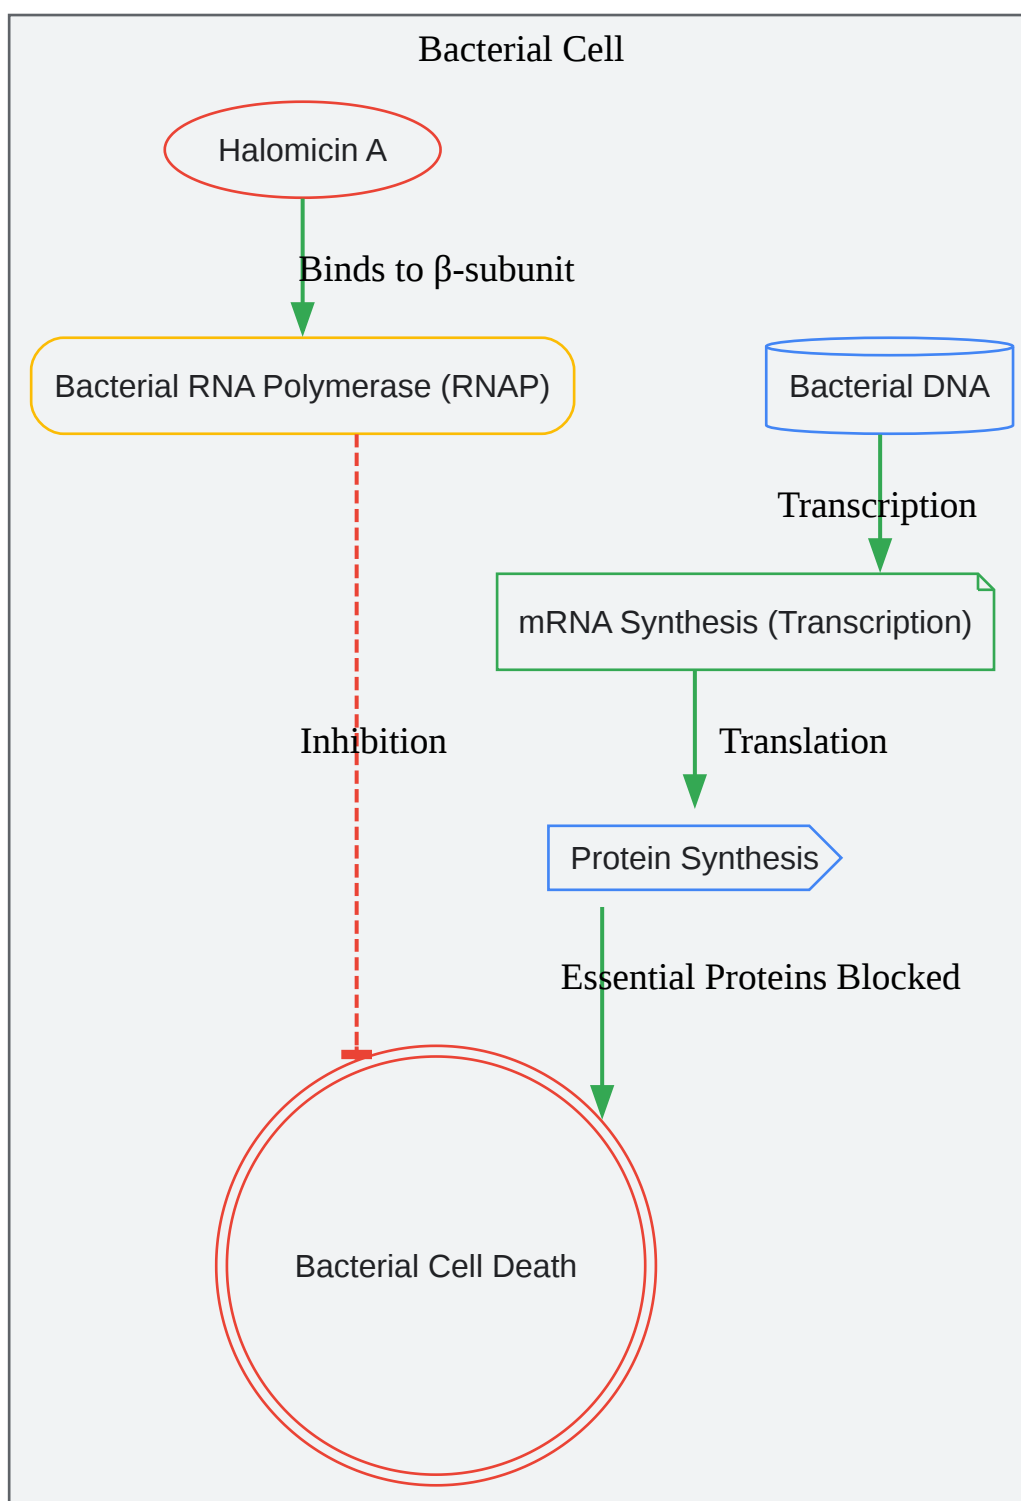 Bacterial Cell
Halomicin A
Binds to β-subunit
Bacterial RNA Polymerase (RNAP)
Bacterial DNA
Transcription
mRNA Synthesis (Transcription)
Inhibition
Translation
Protein Synthesis
Essential Proteins Blocked
Bacterial Cell Death